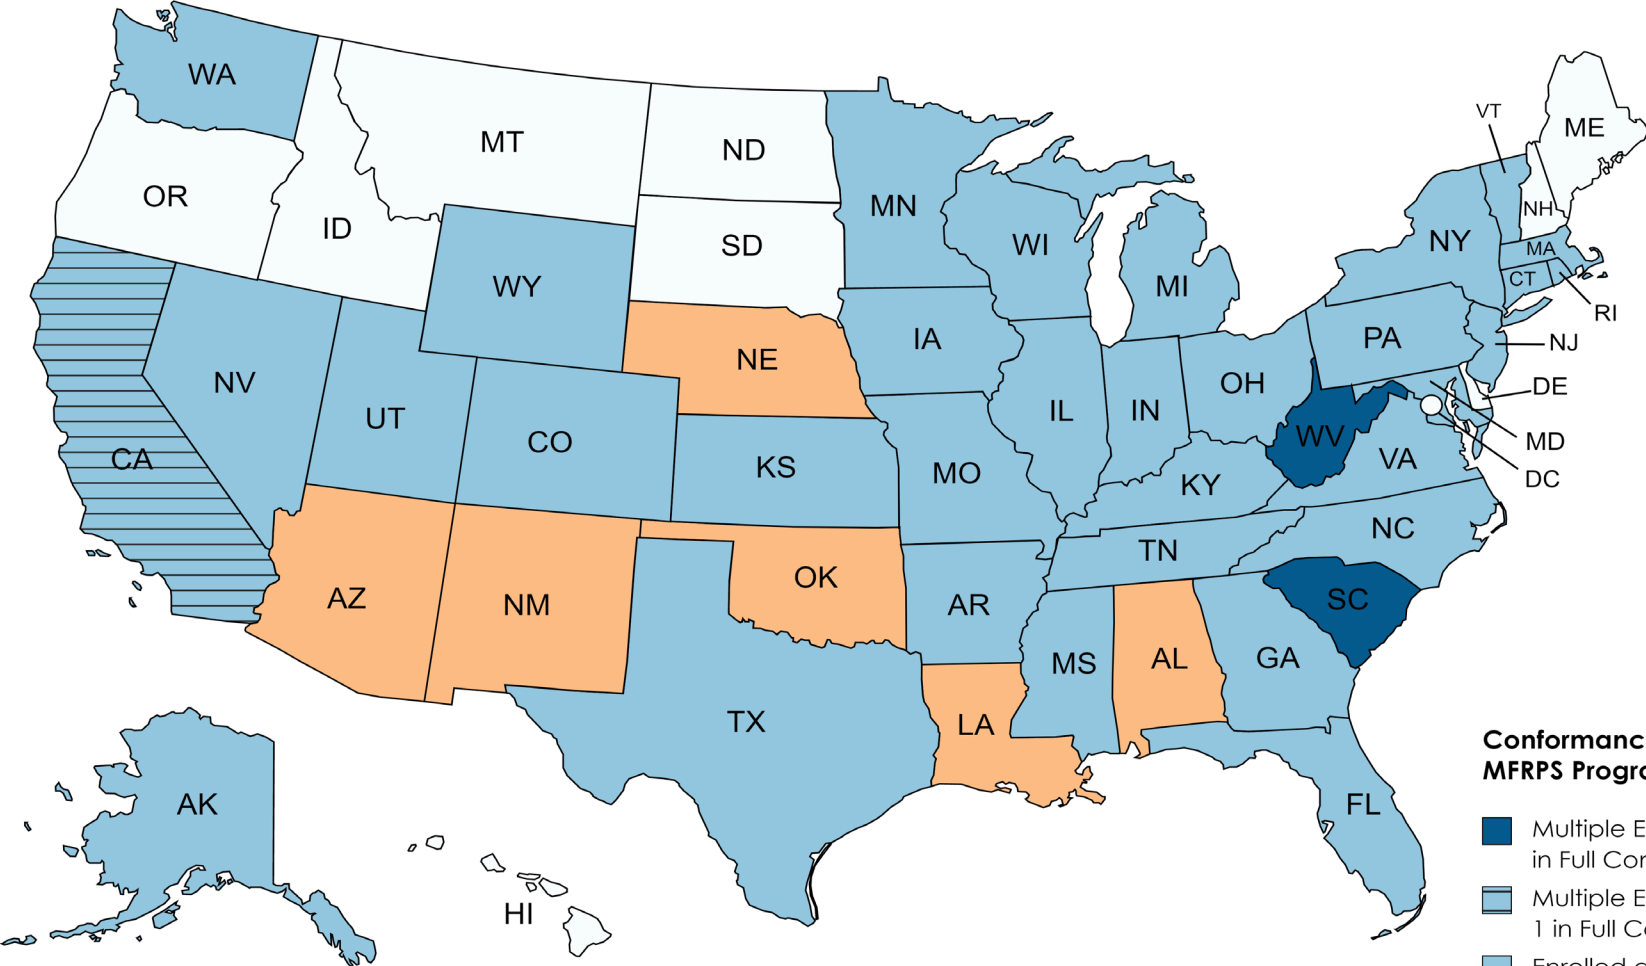 WA
MT
ND
OR
ID
SD
MN
WI
MI
VT
ME
NH
NY
MA
CT
RI
WY
NE
IA
PA
NJ
DE
NV
UT
CO
KS
MO
IL
IN
OH
WV
VA
MD
DC
CA
KY
NC
TN
AZ
NM
OK
AR
SC
TX
LA
MS
AL
GA
FL
AK
HI
MFRPS
Multiple
in Full
Multiple
1 in Full
Enrolled